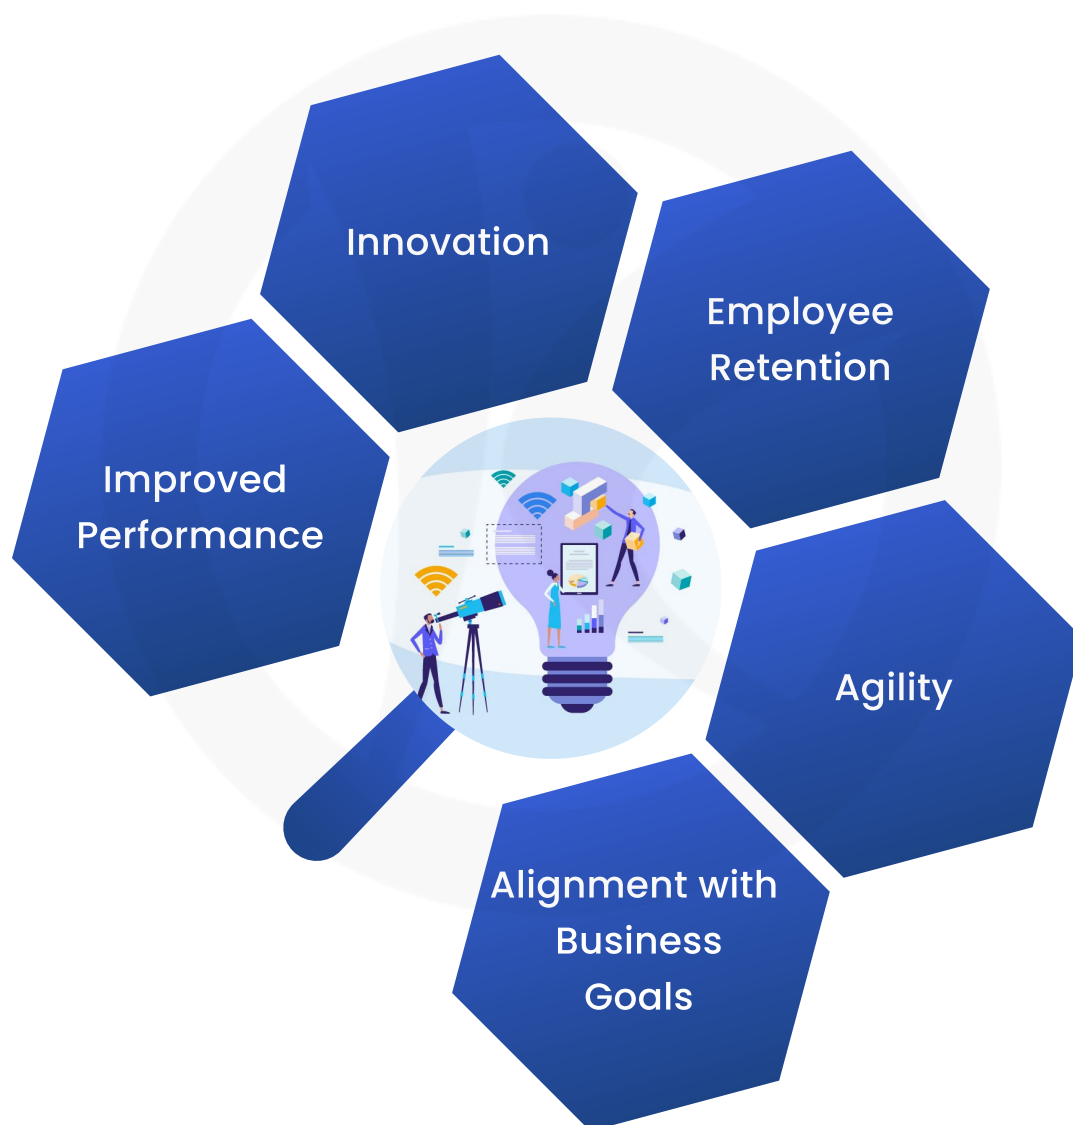 Innovation
Employee
Retention
Improved
Performance
Agility
Alignment with
Business
Goals